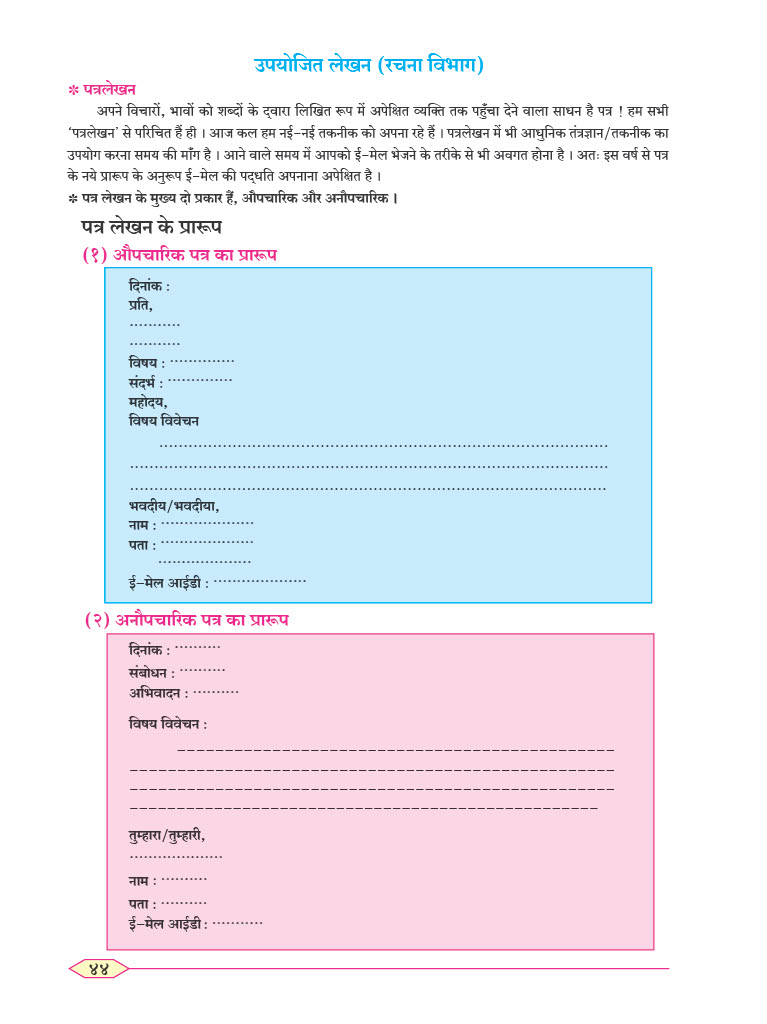 उपयोजित लेखन (रचना विभाग)
* पत्रलेखन
अपने विचारों, भावों को शब्दों के द्वारा लिखित रूप में अपेक्षित व्यक्ति तक पहुँचा देने वाला साधन है पत्र ! हम सभी
‘पत्रलेखन’ से परिचित हैं ही । आज कल हम नई-नई तकनीक को अपना रहे हैं । पत्रलेखन में भी आधुनिक तंत्रज्ञान/तकनीक का
उपयोग करना समय की माँग है । आने वाले समय में आपको ई-मेल भेजने के तरीके से भी अवगत होना है । अतः इस वर्ष से पत्र
के नये प्रारूप के अनुरूप ई-मेल की पद्धति अपनाना अपेक्षित है ।
* पत्र लेखन के मुख्य दो प्रकार हैं, औपचारिक और अनौपचारिक ।
पत्र लेखन के प्रारूप
(१) औपचारिक पत्र का प्रारूप
दिनांक :
प्रति,
...........
...........
विषय : ..............
संदर्भ : ..............
महोदय,
विषय विवेचन
...........................................................................................
.................................................................................................
.................................................................................................
भवदीय/भवदीया,
नाम : ....................
पता : ....................
....................
ई-मेल आईडी : ....................
(२) अनौपचारिक पत्र का प्रारूप
दिनांक : ..........
संबोधन : ..........
अभिवादन : ..........
विषय विवेचन :
_ _ _ _ _ _ _ _ _ _ _ _ _ _ _ _ _ _ _ _ _ _ _ _ _ _ _ _ _ _ _ _ _ _ _ _ _ _ _ _ _ _ _ _
_ _ _ _ _ _ _ _ _ _ _ _ _ _ _ _ _ _ _ _ _ _ _ _ _ _ _ _ _ _ _ _ _ _ _ _ _ _ _ _ _ _ _ _ _ _ _ _ _
_ _ _ _ _ _ _ _ _ _ _ _ _ _ _ _ _ _ _ _ _ _ _ _ _ _ _ _ _ _ _ _ _ _ _ _ _ _ _ _ _ _ _ _ _ _ _ _ _
_ _ _ _ _ _ _ _ _ _ _ _ _ _ _ _ _ _ _ _ _ _ _ _ _ _ _ _ _ _ _ _ _ _ _ _ _ _ _ _ _ _ _ _ _ _ _
तुम्हारा/तुम्हारी,
....................
नाम : ..........
पता : ..........
ई-मेल आईडी : ...........
४४